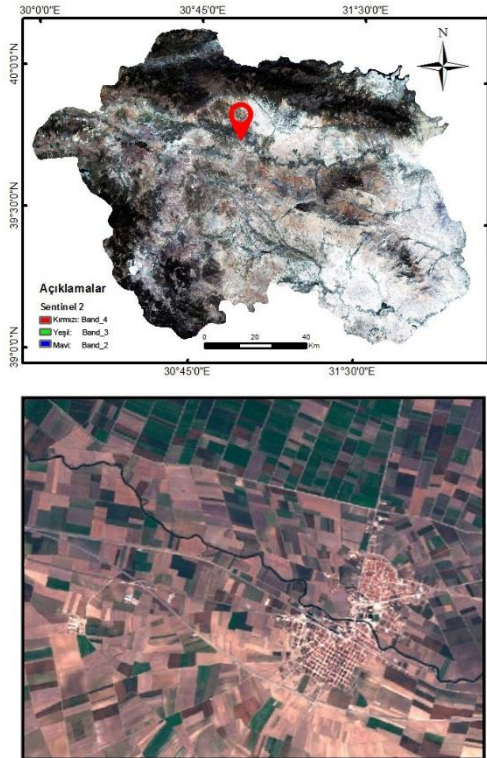 30°0'0"E 30°45'0"E 31°30'0"E
N
40°0'0"N
39°30'0"N
39°0'0"N
Açıklamalar
Sentinel 2
Kırmızı: Band_4
Yeşil: Band_3
Mavi: Band_2
0 20 40
Km
30°45'0"E 31°30'0"E